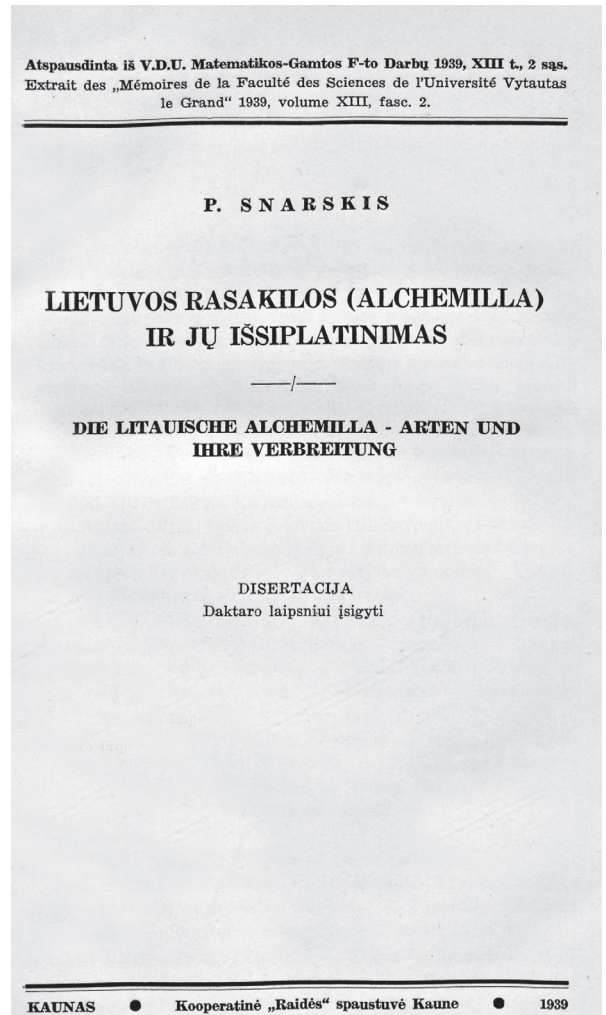 Atspausdinta iš V.D.U. Matematikos-Gamtos F-to Darbų 1939, XIII t., 2 sąs.
Extrait des „Mémoires de la Faculté des Sciences de l'Université Vytautas
le Grand“ 1939, volume XIII, fasc. 2.
P. SNARSKIS
LIETUVOS RASAKILOS (ALCHEMILLA)
IR JŲ IŠSIPLATINIMAS
DIE LITAUISCHE ALCHEMILLA - ARTEN UND
IHRE VERBREITUNG
DISERTACIJA
Daktaro laipsniui įsigyti
KAUNAS ● Kooperatinė „Raidės“ spaustuvė Kaune ● 1939